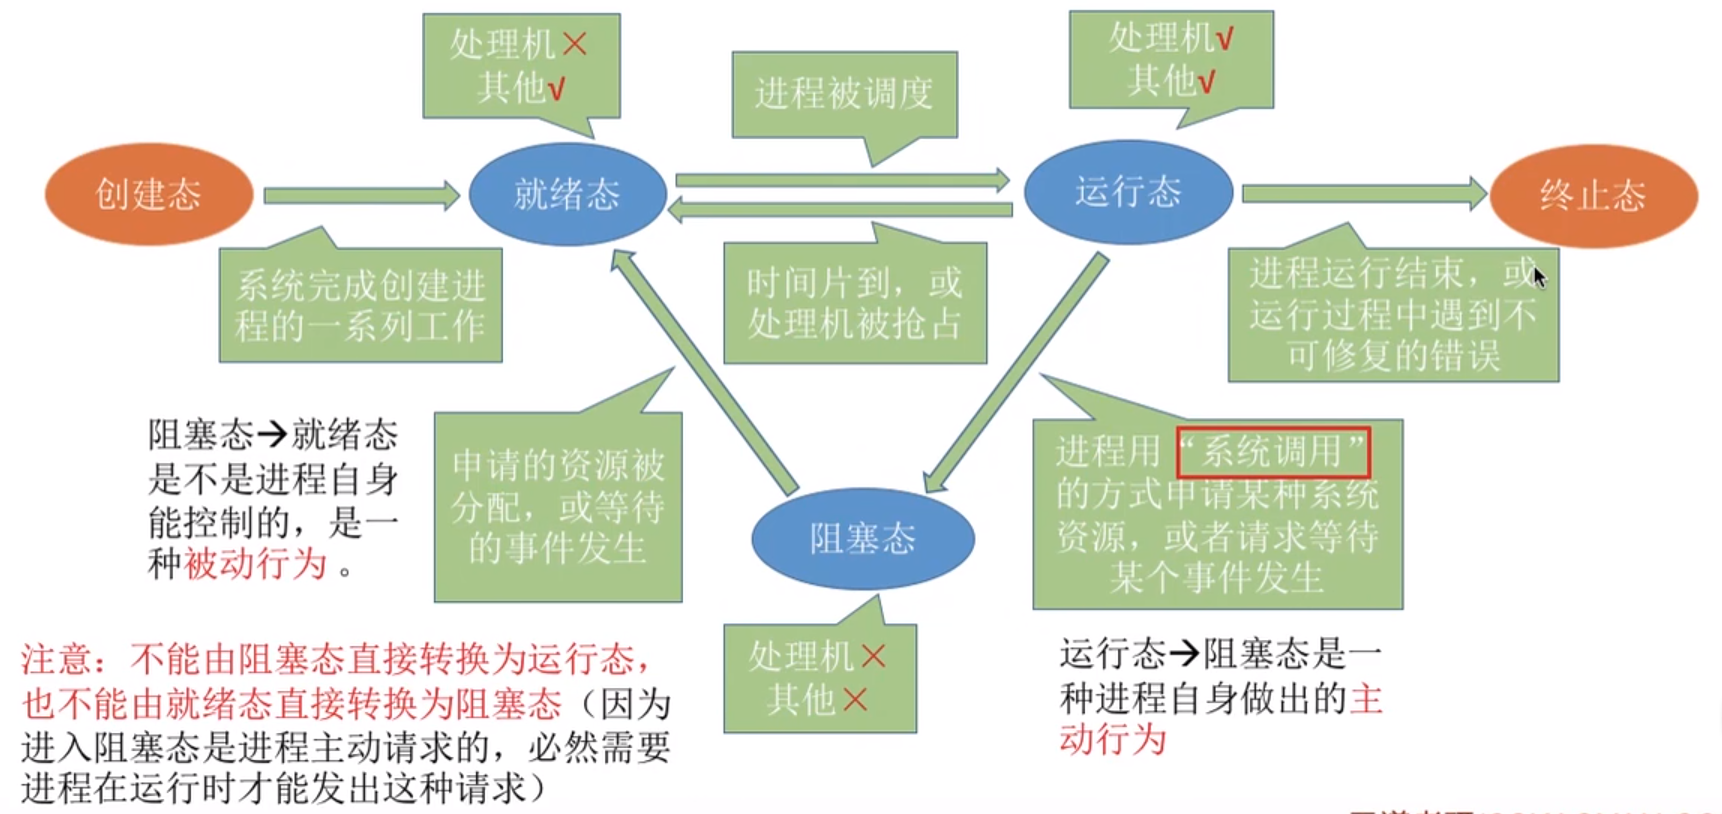 处理机×
其他√
进程被调度
处理机√
其他√
创建态
就绪态
运行态
终止态
系统完成创建进
程的一系列工作
时间片到，或
处理机被抢占
进程运行结束，或
运行过程中遇到不
可修复的错误
阻塞态→就绪态
是不是进程自身
能控制的，是一
种被动行为。
申请的资源被
分配，或等待
的事件发生
进程用“系统调用”
的方式申请某种系统
资源，或者请求等待
某个事件发生
阻塞态
处理机×
其他×
注意：不能由阻塞态直接转换为运行态，
也不能由就绪态直接转换为阻塞态（因为
进入阻塞态是进程主动请求的，必然需要
进程在运行时才能发出这种请求）
运行态→阻塞态是一
种进程自身做出的主
动行为